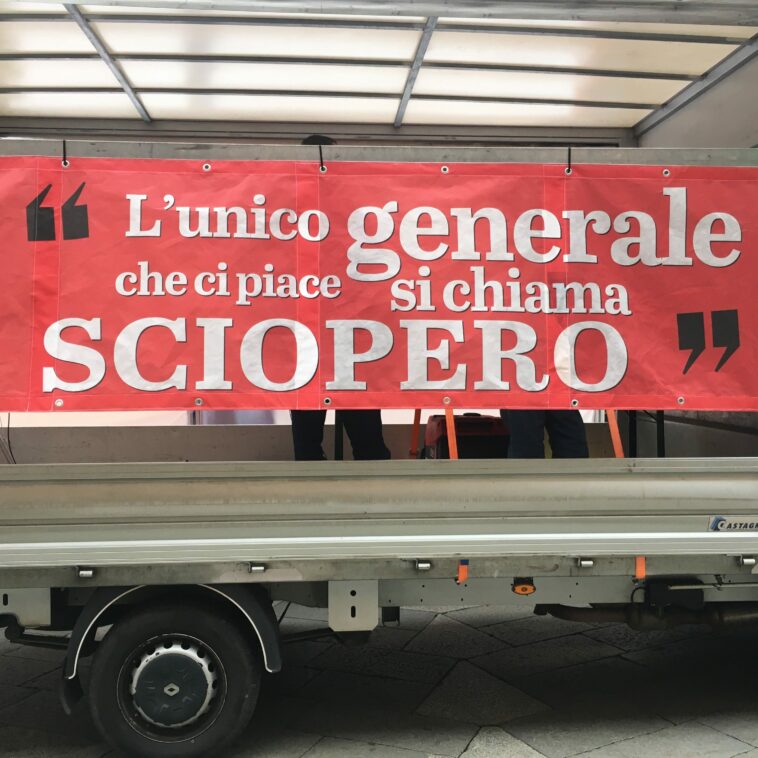 “ L’unico generale
che ci piace si chiama
SCIOPERO ”